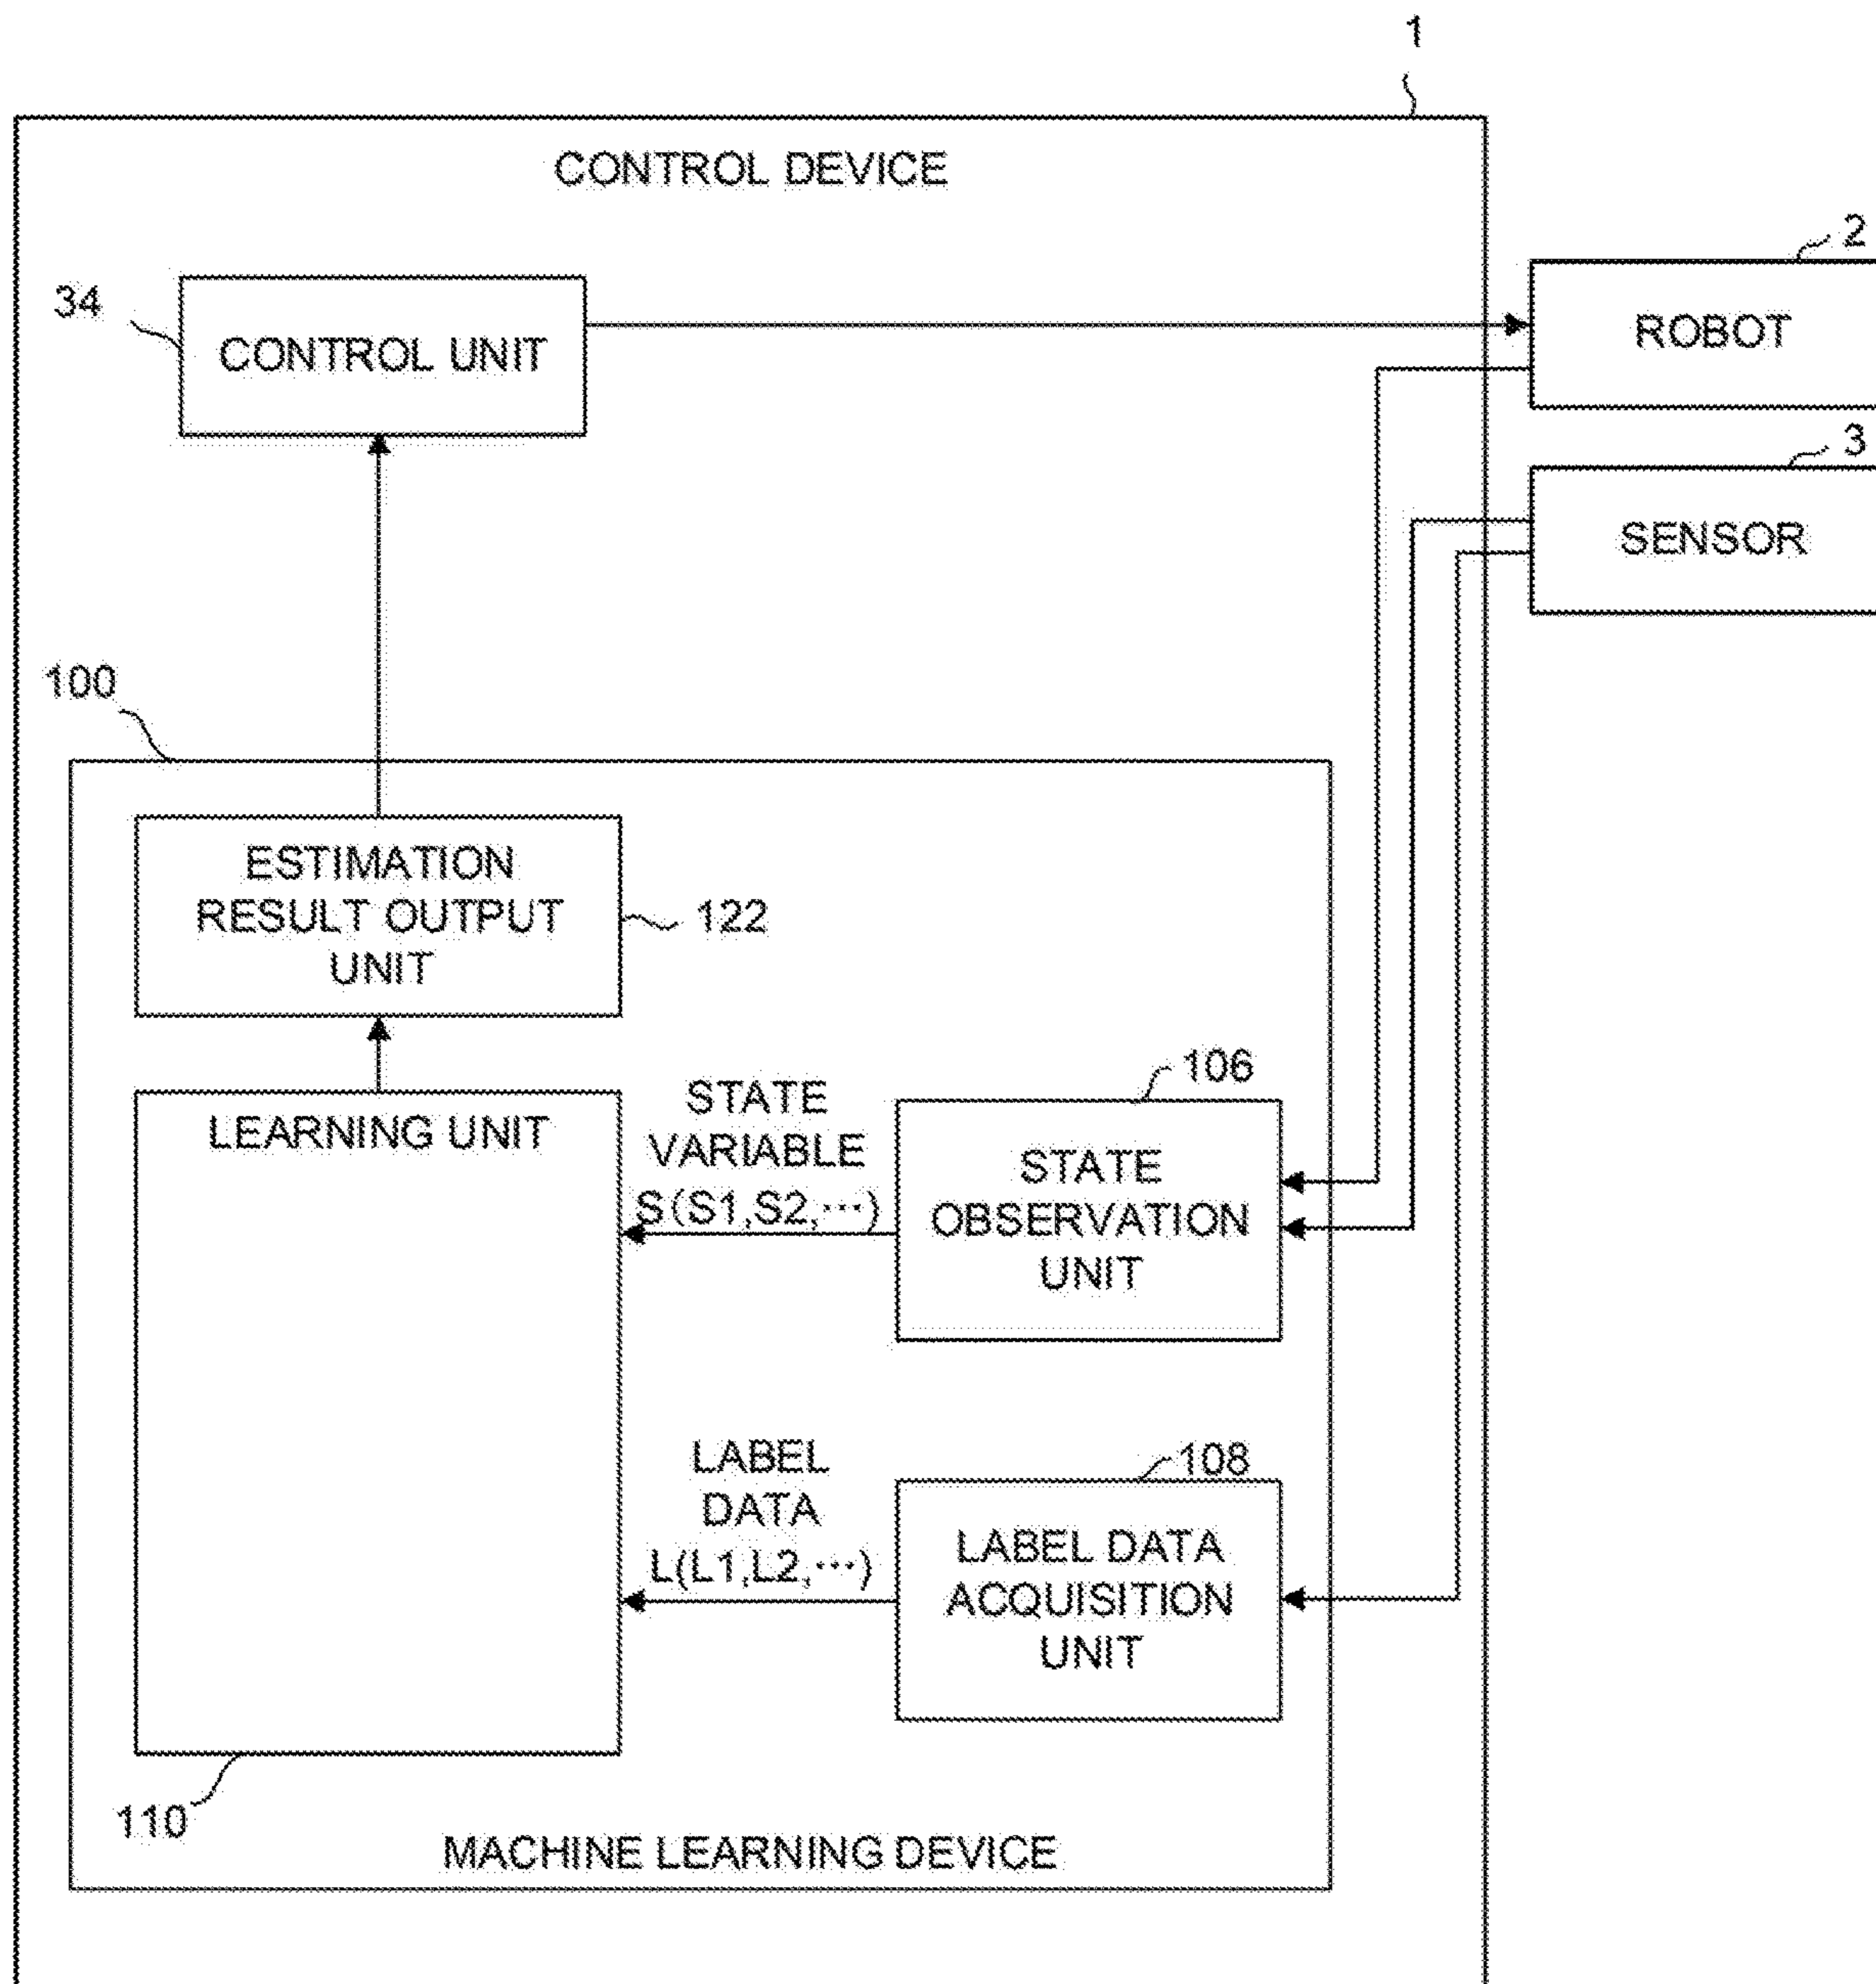 1
CONTROL DEVICE
2
34
CONTROL UNIT
ROBOT
3
SENSOR
100
ESTIMATION
RESULT OUTPUT
UNIT
122
106
STATE
VARIABLE
S(S1,S2,⋯)
LEARNING UNIT
STATE
OBSERVATION
UNIT
108
LABEL
DATA
L(L1,L2,⋯)
LABEL DATA
ACQUISITION
UNIT
110
MACHINE LEARNING DEVICE